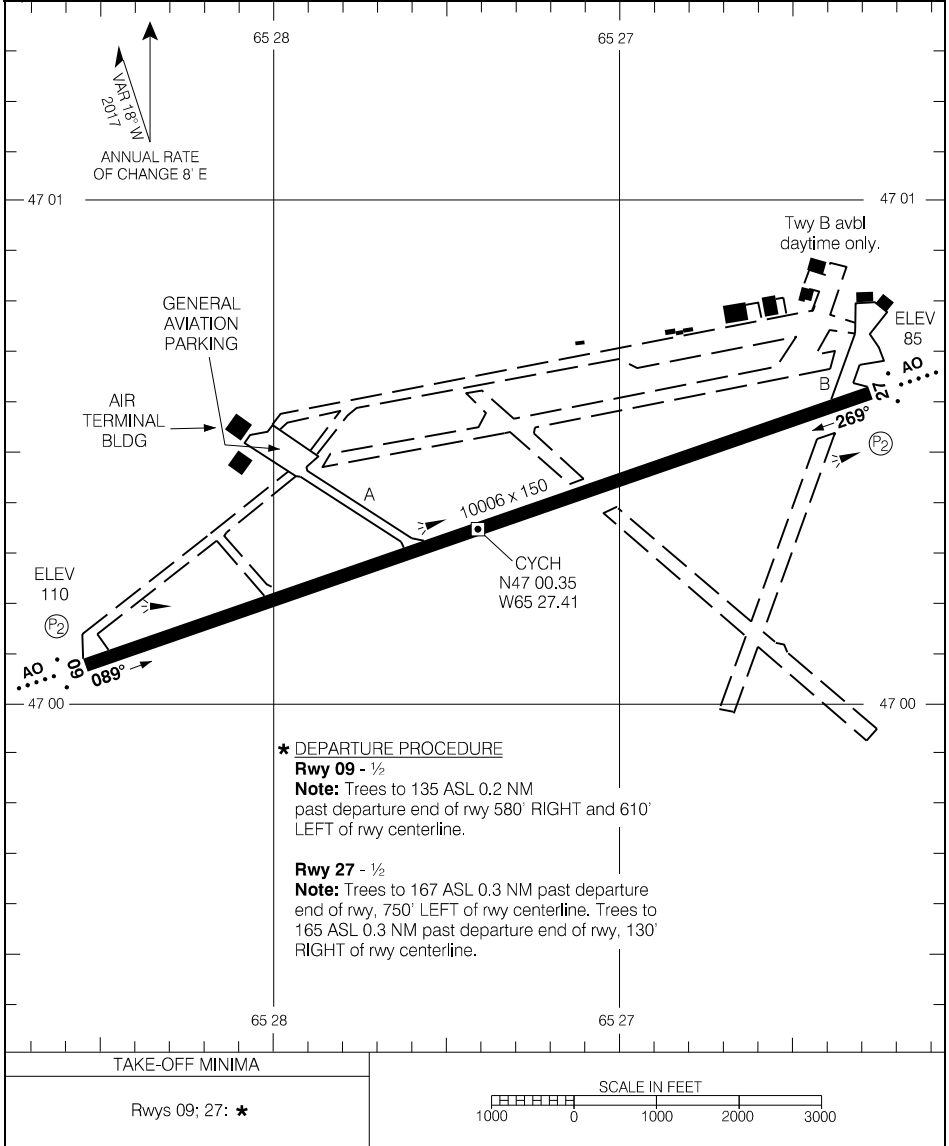 65 28
65 27
VAR 18° W
2017
ANNUAL RATE
OF CHANGE 8' E
47 01
47 01
Twy B avbl
daytime only.
GENERAL
AVIATION
PARKING
ELEV
85
AO
27
B
AIR
TERMINAL
BLDG
269°
P2
A
10006 x 150
CYCH
N47 00.35
W65 27.41
ELEV
110
P2
AO
09
089°
47 00
47 00
* DEPARTURE PROCEDURE
Rwy 09 - ½
Note: Trees to 135 ASL 0.2 NM
past departure end of rwy 580' RIGHT and 610'
LEFT of rwy centerline.
Rwy 27 - ½
Note: Trees to 167 ASL 0.3 NM past departure
end of rwy, 750' LEFT of rwy centerline. Trees to
165 ASL 0.3 NM past departure end of rwy, 130'
RIGHT of rwy centerline.
65 28
65 27
TAKE-OFF MINIMA
Rwys 09; 27: *
SCALE IN FEET
1000 0 1000 2000 3000